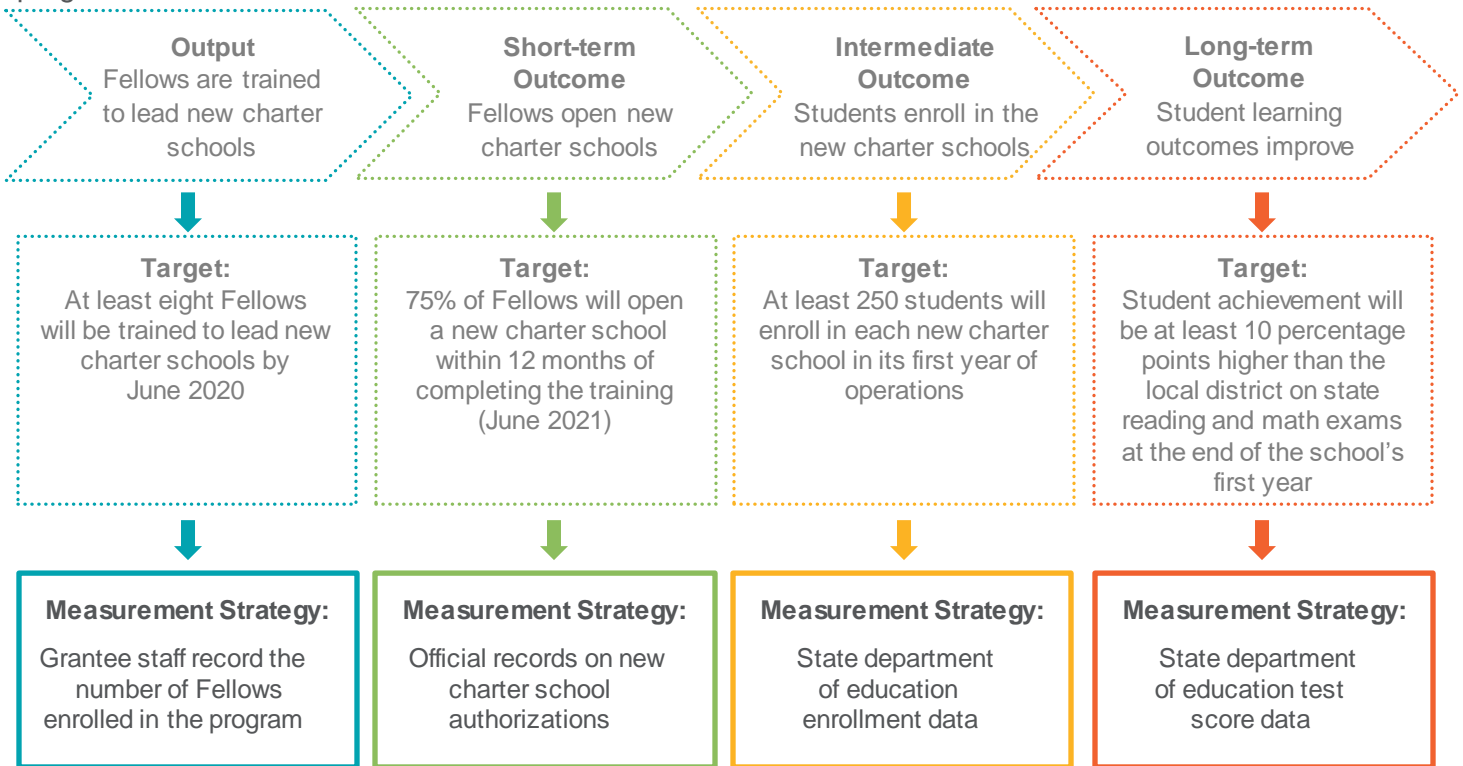 Output
Fellows are trained
to lead new charter
schools
Short-term
Outcome
Fellows open new
charter schools
Intermediate
Outcome
Students enroll in the
new charter schools
Long-term
Outcome
Student learning
outcomes improve
Target:
At least eight Fellows
will be trained to lead new
charter schools by
June 2020
Target:
75% of Fellows will open
a new charter school
within 12 months of
completing the training
(June 2021)
Target:
At least 250 students will
enroll in each new charter
school in its first year of
operations
Target:
Student achievement will
be at least 10 percentage
points higher than the
local district on state
reading and math exams
at the end of the school’s
first year
Measurement Strategy:
Grantee staff record the
number of Fellows
enrolled in the program
Measurement Strategy:
Official records on new
charter school
authorizations
Measurement Strategy:
State department
of education
enrollment data
Measurement Strategy:
State department
of education test
score data